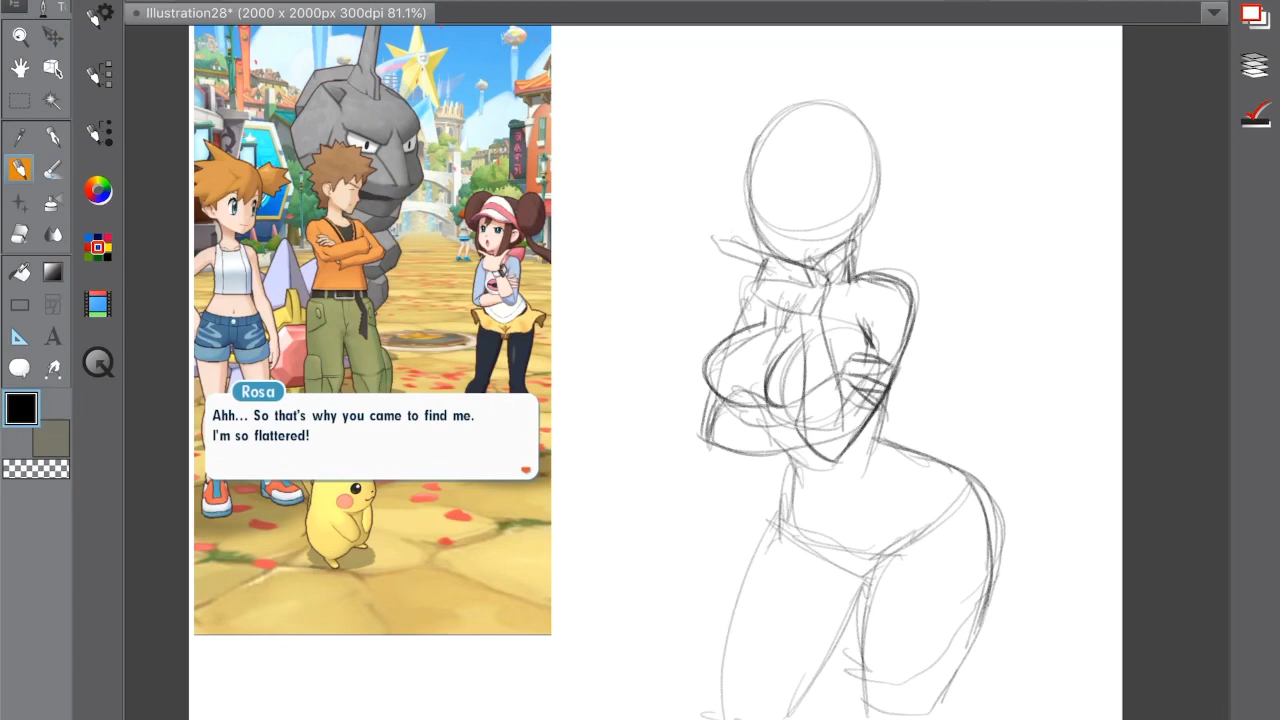 Illustration28* (2000 x 2000px 300dpi 81.1%)
Rosa
Ahh... So that's why you came to find me.
I'm so flattered!